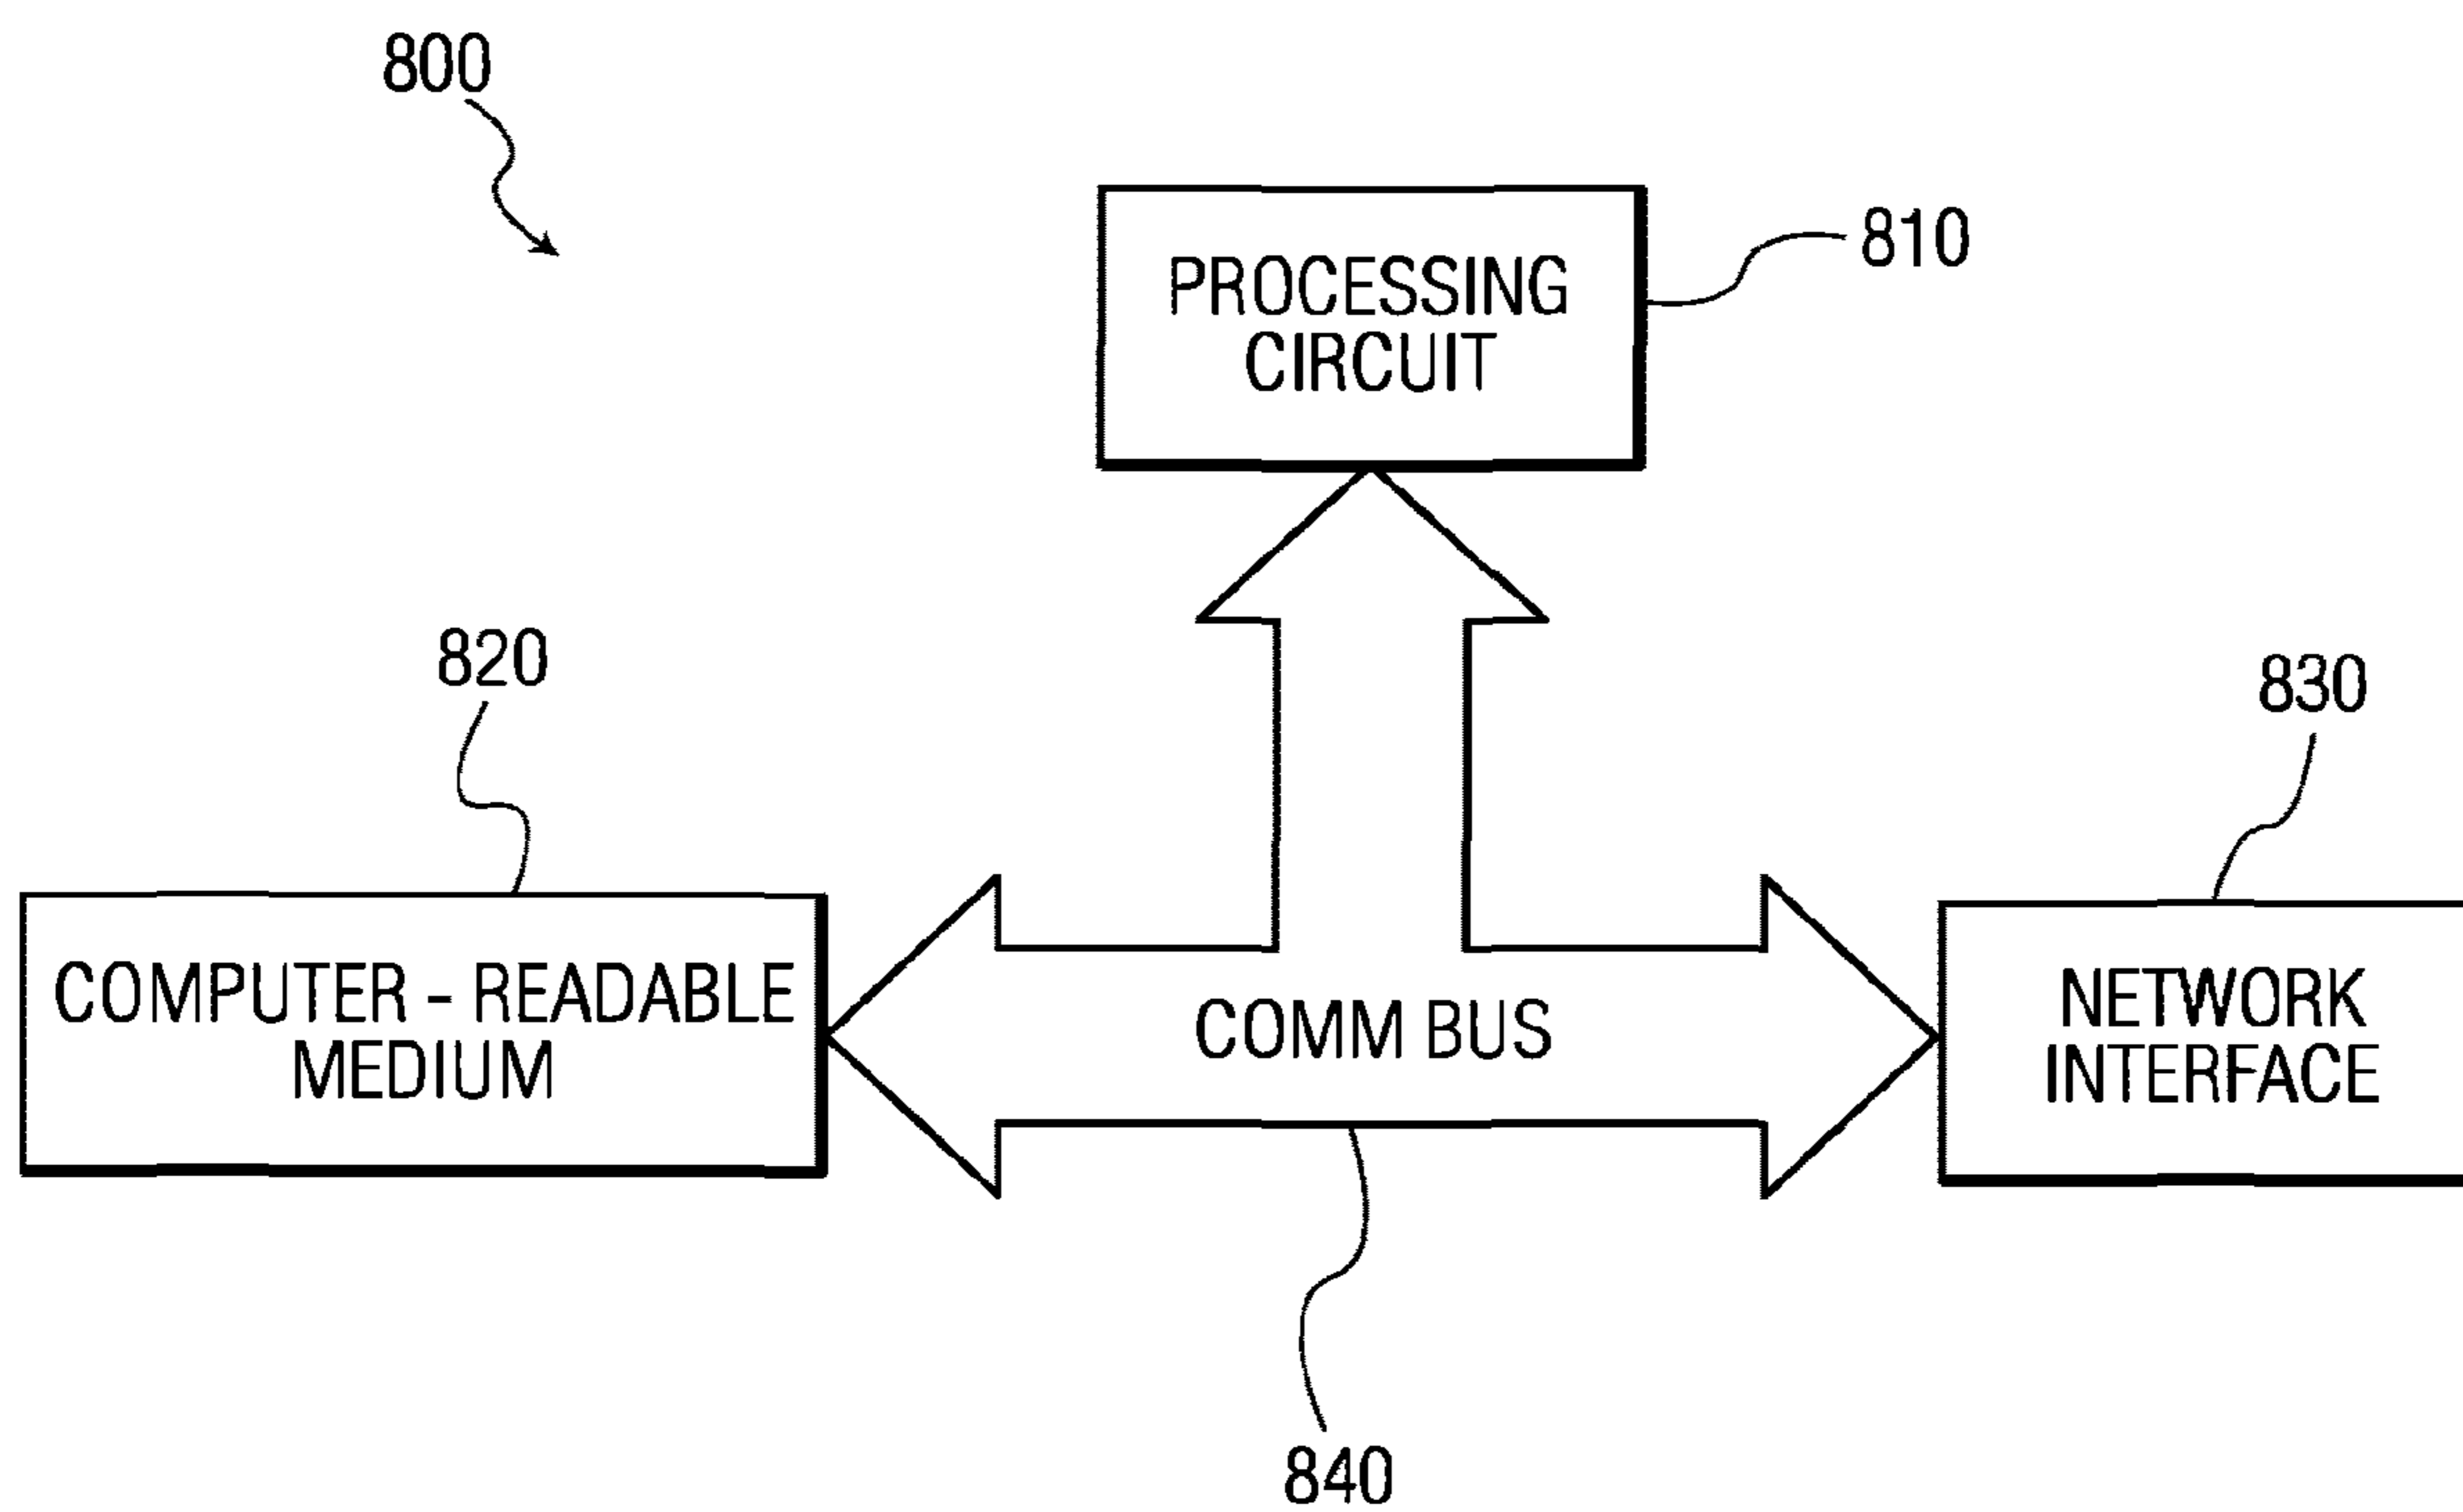 800
PROCESSING
CIRCUIT
810
820
830
COMPUTER - READABLE
MEDIUM
COMM BUS
NETWORK
INTERFACE
840